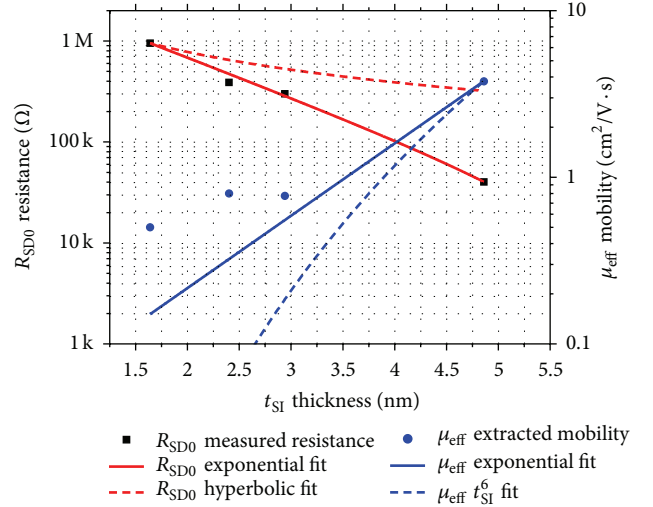 1 M
100 k
10 k
1 k
R_SD0 resistance (Ω)
10
1
0.1
μ_eff mobility (cm²/V · s)
1.5 2 2.5 3 3.5 4 4.5 5 5.5
t_SI thickness (nm)
R_SD0 measured resistance
R_SD0 exponential fit
R_SD0 hyperbolic fit
μ_eff extracted mobility
μ_eff exponential fit
μ_eff t_SI^6 fit